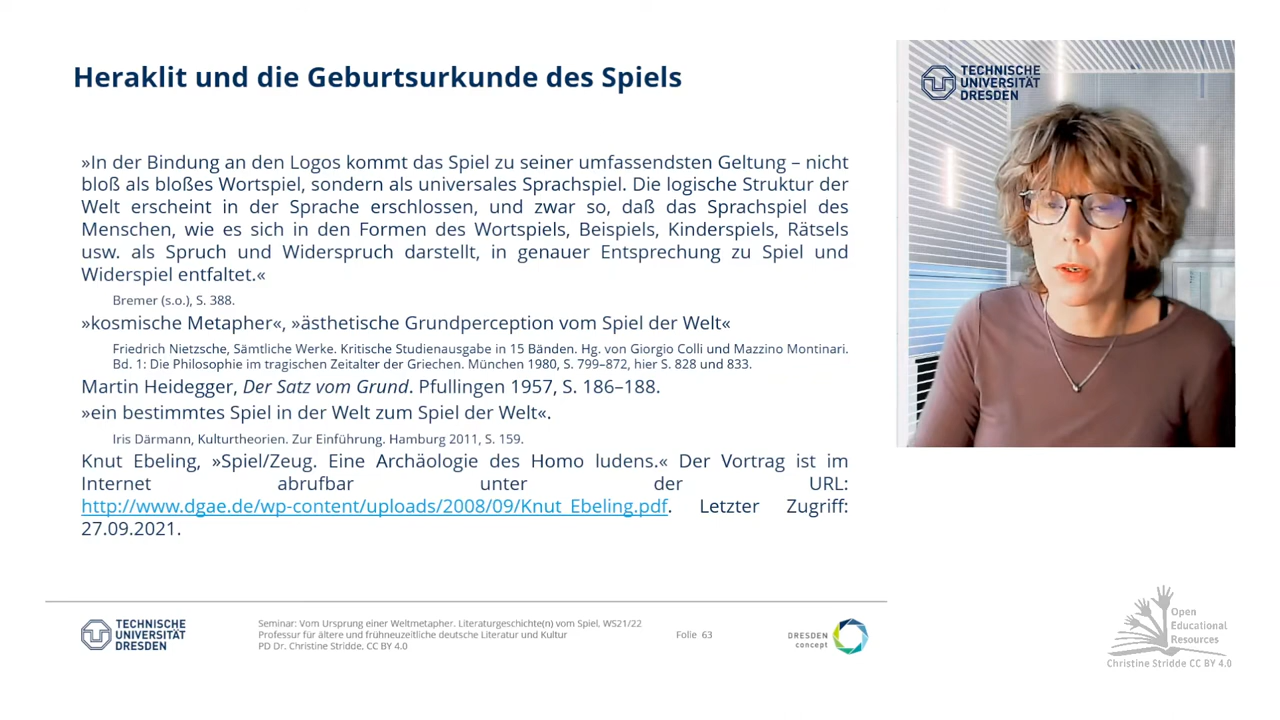 Heraklit und die Geburtsurkunde des Spiels
»In der Bindung an den Logos kommt das Spiel zu seiner umfassendsten Geltung – nicht
bloß als bloßes Wortspiel, sondern als universales Sprachspiel. Die logische Struktur der
Welt erscheint in der Sprache erschlossen, und zwar so, daß das Sprachspiel des
Menschen, wie es sich in den Formen des Wortspiels, Beispiels, Kinderspiels, Rätsels
usw. als Spruch und Widerspruch darstellt, in genauer Entsprechung zu Spiel und
Widerspiel entfaltet.«
Bremer (s.o.), S. 388.
»kosmische Metapher«, »ästhetische Grundperception vom Spiel der Welt«
Friedrich Nietzsche, Sämtliche Werke. Kritische Studienausgabe in 15 Bänden. Hg. von Giorgio Colli und Mazzino Montinari.
Bd. 1: Die Philosophie im tragischen Zeitalter der Griechen. München 1980, S. 799–872, hier S. 828 und 833.
Martin Heidegger, Der Satz vom Grund. Pfullingen 1957, S. 186–188.
»ein bestimmtes Spiel in der Welt zum Spiel der Welt«.
Iris Därmann, Kulturtheorien. Zur Einführung. Hamburg 2011, S. 159.
Knut Ebeling, »Spiel/Zeug. Eine Archäologie des Homo ludens.« Der Vortrag ist im
Internet abrufbar unter der URL:
http://www.dgae.de/wp-content/uploads/2008/09/Knut_Ebeling.pdf. Letzter Zugriff:
27.09.2021.
TECHNISCHE
UNIVERSITÄT
DRESDEN
Seminar: Vom Ursprung einer Weltmetapher. Literaturgeschichte(n) vom Spiel. WS21/22
Professur für ältere und frühneuzeitliche deutsche Literatur und Kultur
PD Dr. Christine Stridde, CC BY 4.0
Folie 63
DRESDEN
concept
TECHNISCHE
UNIVERSITÄT
DRESDEN
Open
Educational
Resources
Christine Stridde CC BY 4.0